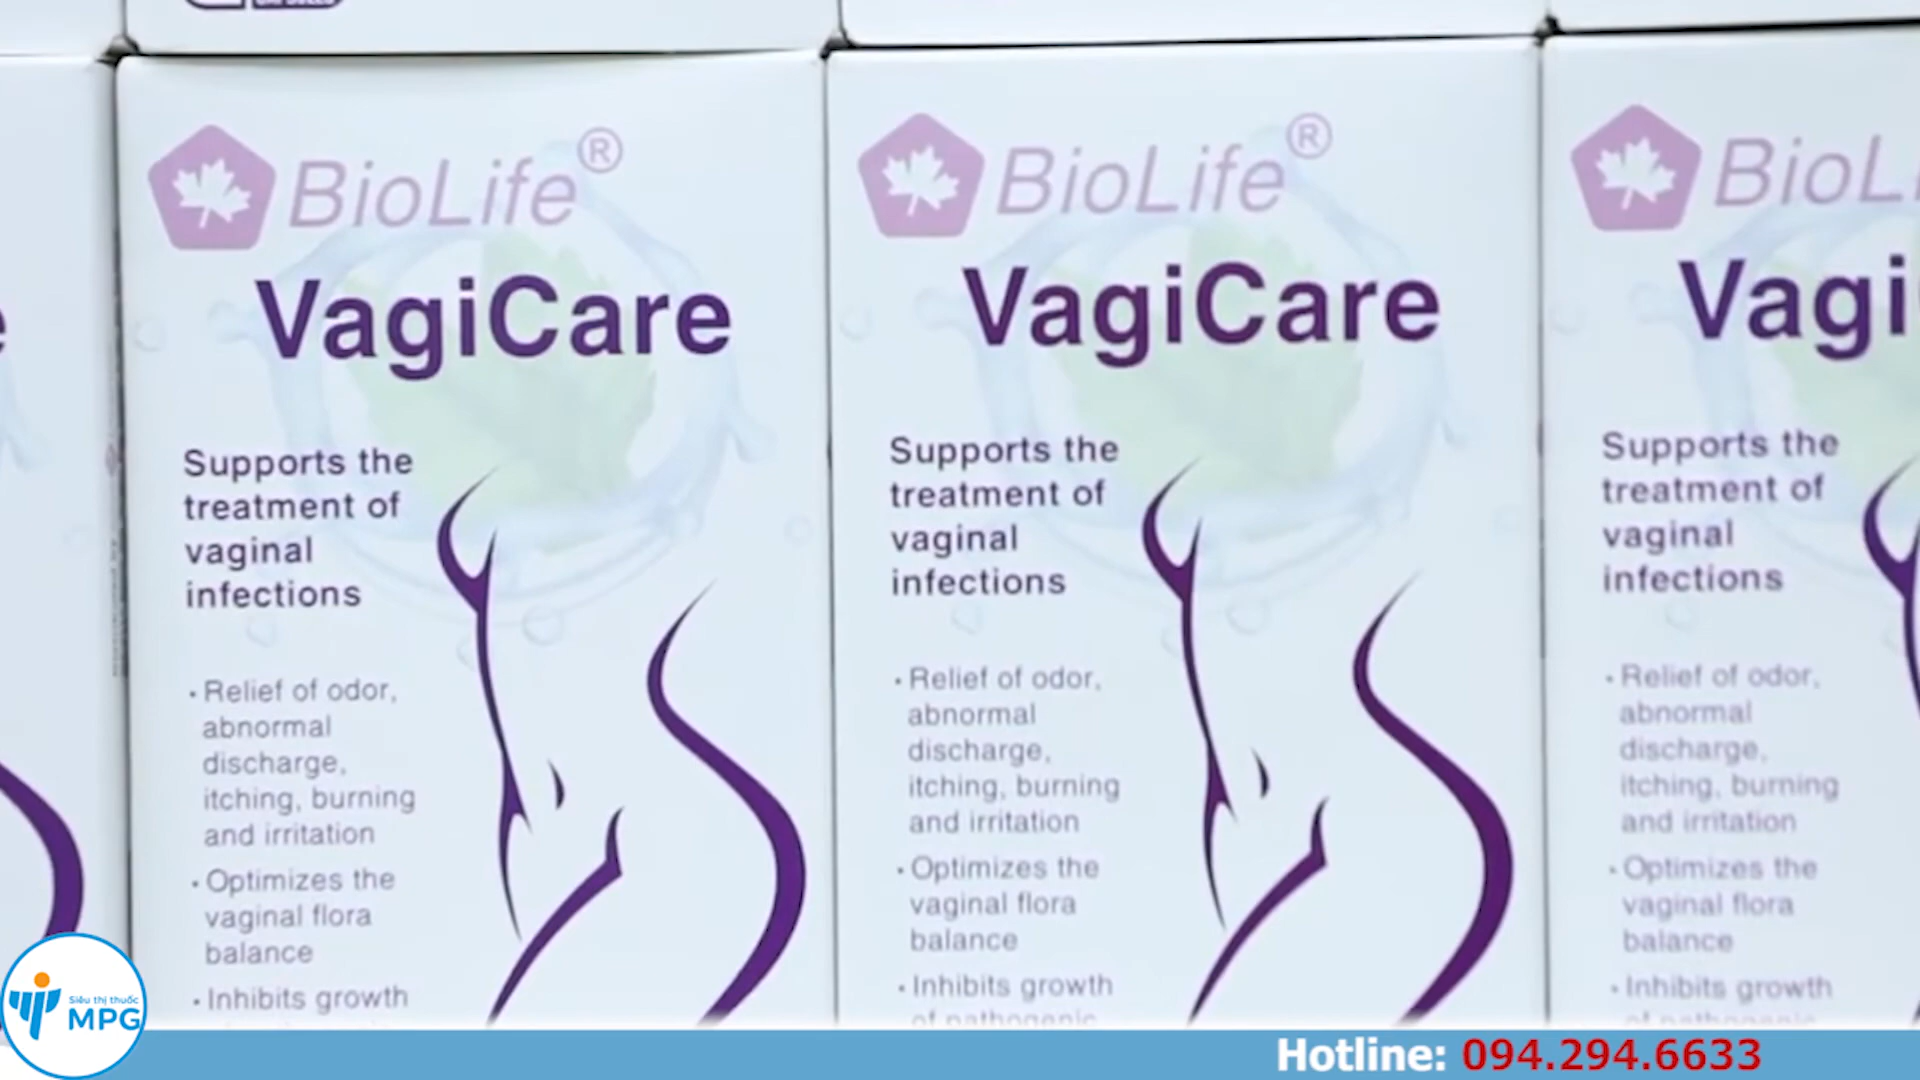 BioLife®
VagiCare
Supports the
treatment of
vaginal
infections
· Relief of odor,
abnormal
discharge,
itching, burning
and irritation
· Optimizes the
vaginal flora
balance
· Inhibits growth
BioLife®
VagiCare
Supports the
treatment of
vaginal
infections
· Relief of odor,
abnormal
discharge,
itching, burning
and irritation
· Optimizes the
vaginal flora
balance
· Inhibits growth
of pathogenic
BioL
Vagi
Supports the
treatment of
vaginal
infections
· Relief of odor,
abnormal
discharge,
itching, burning
and irritation
· Optimizes the
vaginal flora
balance
· Inhibits growth
of pathogenic
Siêu thị thuốc
MPG
Hotline: 094.294.6633